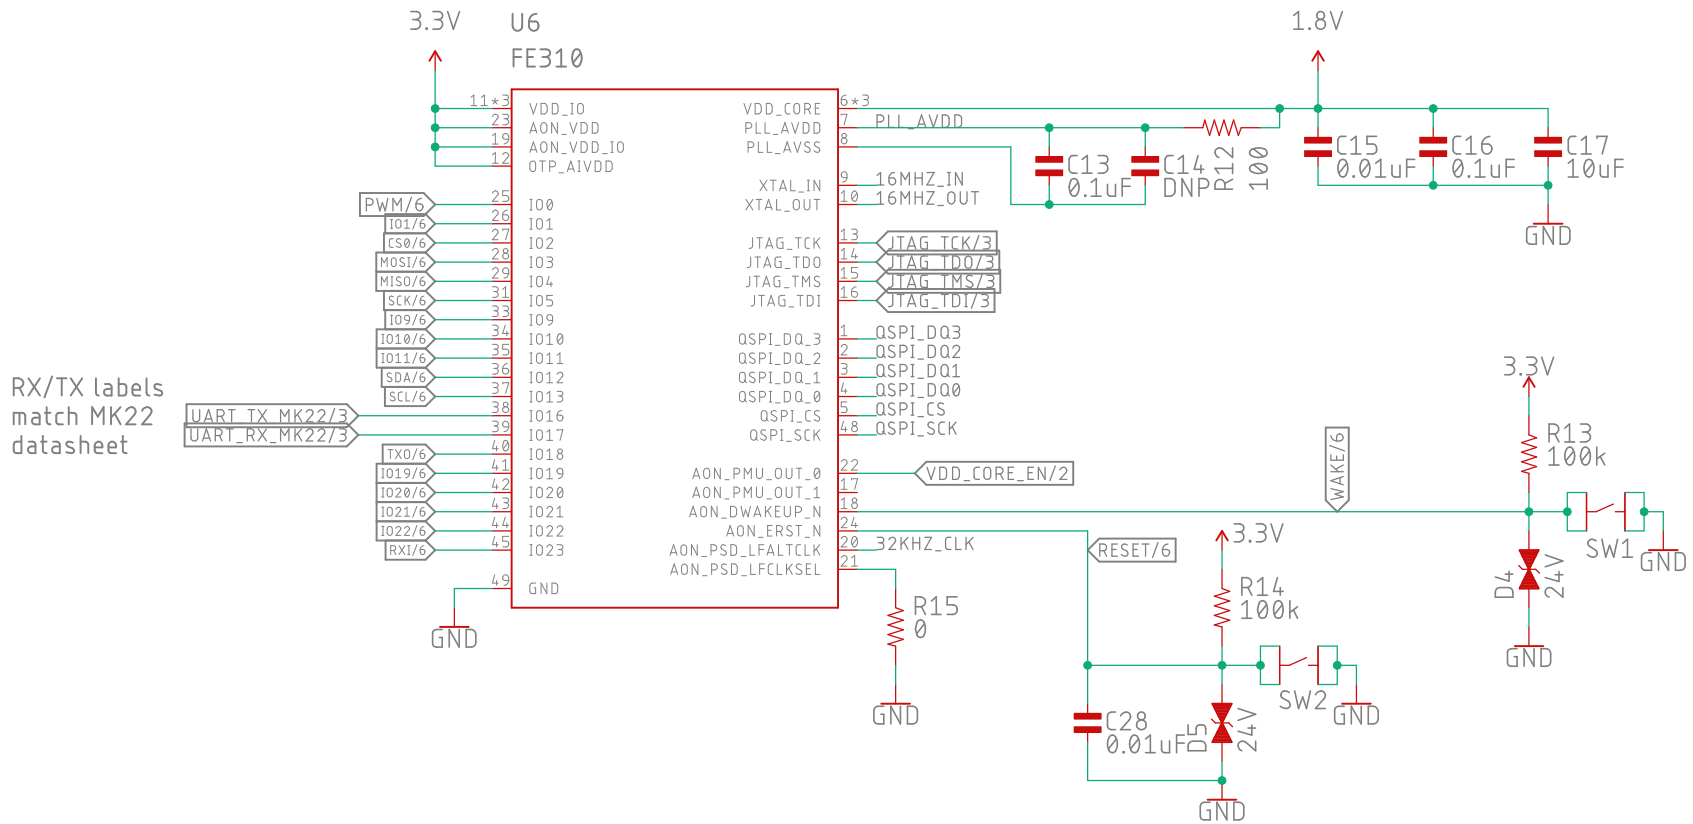 3.3V
U6
FE310
1.8V
11*3 VDD_IO
23 AON_VDD
19 AON_VDD_IO
12 OTP_AIVDD
VDD_CORE 6*3
PLL_AVDD 7 PLL_AVDD
PLL_AVSS 8
XTAL_IN 9 16MHZ_IN
XTAL_OUT 10 16MHZ_OUT
C13
0.1uF
C14
DNP
R12
100
C15
0.01uF
C16
0.1uF
C17
10uF
GND
PWM/6 25 IO0
IO1/6 26 IO1
CS0/6 27 IO2
MOSI/6 28 IO3
MISO/6 29 IO4
SCK/6 31 IO5
IO9/6 33 IO9
IO10/6 34 IO10
IO11/6 35 IO11
SDA/6 36 IO12
SCL/6 37 IO13
RX/TX labels
match MK22
datasheet
UART_TX_MK22/3 38 IO16
UART_RX_MK22/3 39 IO17
TXO/6 40 IO18
IO19/6 41 IO19
IO20/6 42 IO20
IO21/6 43 IO21
IO22/6 44 IO22
RXI/6 45 IO23
49 GND
GND
JTAG_TCK 13 JTAG_TCK/3
JTAG_TDO 14 JTAG_TDO/3
JTAG_TMS 15 JTAG_TMS/3
JTAG_TDI 16 JTAG_TDI/3
QSPI_DQ_3 1 QSPI_DQ3
QSPI_DQ_2 2 QSPI_DQ2
QSPI_DQ_1 3 QSPI_DQ1
QSPI_DQ_0 4 QSPI_DQ0
QSPI_CS 5 QSPI_CS
QSPI_SCK 48 QSPI_SCK
AON_PMU_OUT_0 22 VDD_CORE_EN/2
AON_PMU_OUT_1 17
AON_DWAKEUP_N 18
AON_ERST_N 24
AON_PSD_LFALTCLK 20 32KHZ_CLK
AON_PSD_LFCLKSEL 21
R15
0
GND
RESET/6
3.3V
R14
100k
SW2
GND
C28
0.01uF
D5
24V
GND
WAKE/6
3.3V
R13
100k
SW1
GND
D4
24V
GND